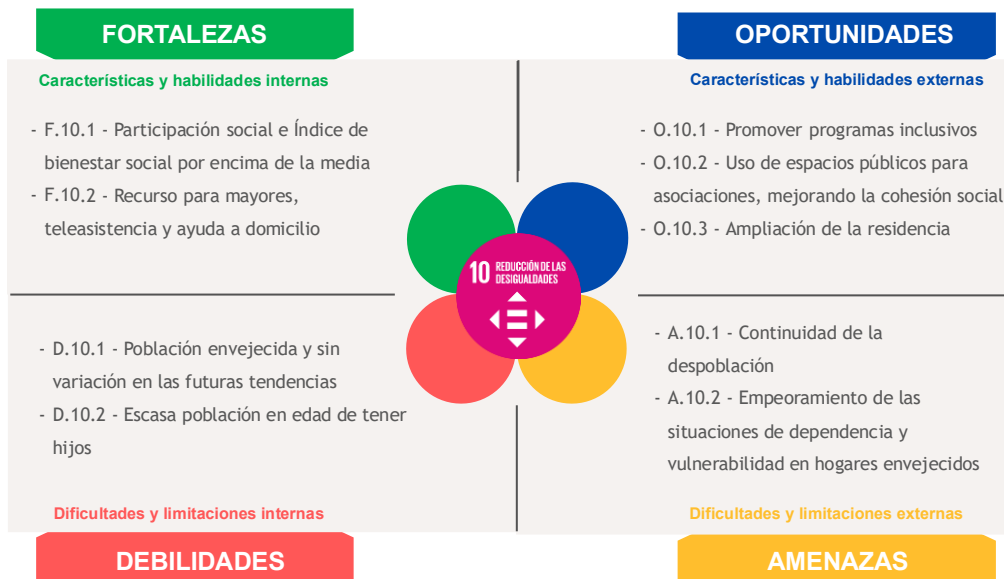 FORTALEZAS
Características y habilidades internas
- F.10.1 - Participación social e Índice de
bienestar social por encima de la media
- F.10.2 - Recurso para mayores,
teleasistencia y ayuda a domicilio
OPORTUNIDADES
Características y habilidades externas
- O.10.1 - Promover programas inclusivos
- O.10.2 - Uso de espacios públicos para
asociaciones, mejorando la cohesión social
- O.10.3 - Ampliación de la residencia
10 REDUCCIÓN DE LAS
DESIGUALDADES
- D.10.1 - Población envejecida y sin
variación en las futuras tendencias
- D.10.2 - Escasa población en edad de tener
hijos
Dificultades y limitaciones internas
DEBILIDADES
- A.10.1 - Continuidad de la
despoblación
- A.10.2 - Empeoramiento de las
situaciones de dependencia y
vulnerabilidad en hogares envejecidos
Dificultades y limitaciones externas
AMENAZAS